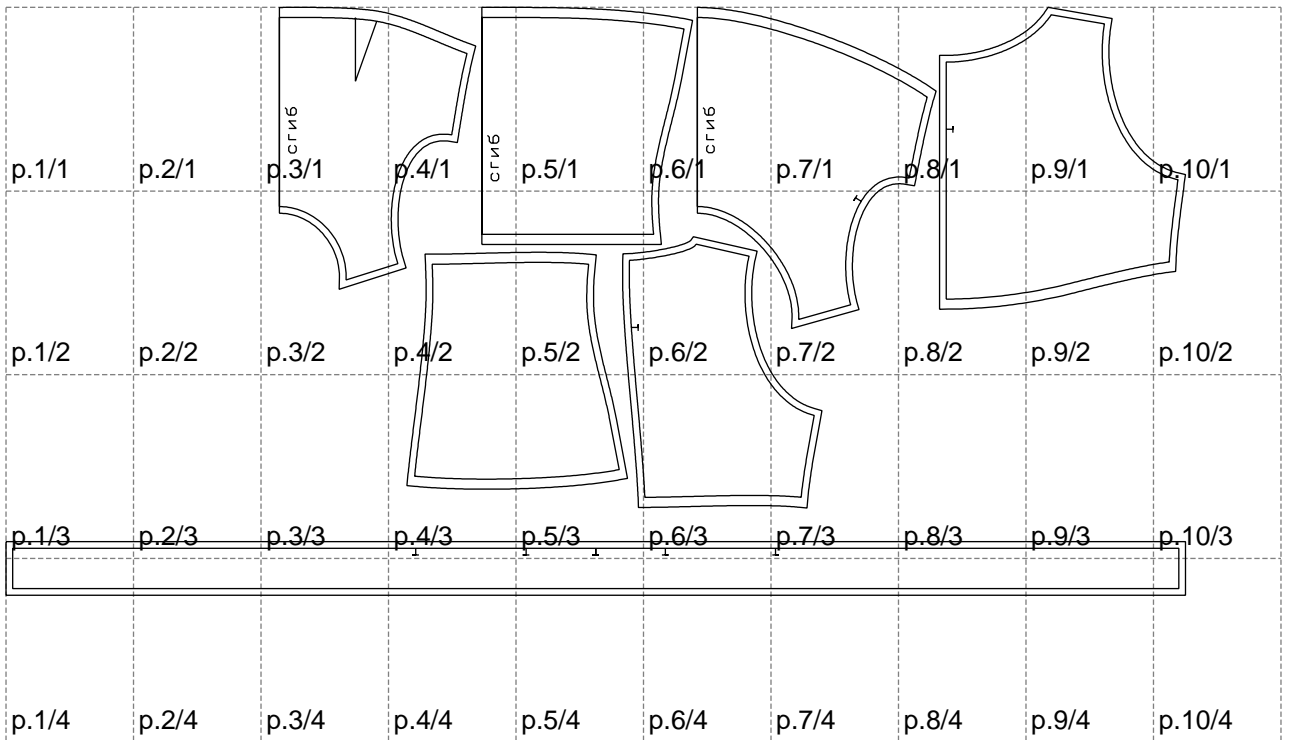 сгиб
сгиб
сгиб
p.1/1 p.2/1 p.3/1 p.4/1 p.5/1 p.6/1 p.7/1 p.8/1 p.9/1 p.10/1
p.1/2 p.2/2 p.3/2 p.4/2 p.5/2 p.6/2 p.7/2 p.8/2 p.9/2 p.10/2
p.1/3 p.2/3 p.3/3 p.4/3 p.5/3 p.6/3 p.7/3 p.8/3 p.9/3 p.10/3
p.1/4 p.2/4 p.3/4 p.4/4 p.5/4 p.6/4 p.7/4 p.8/4 p.9/4 p.10/4